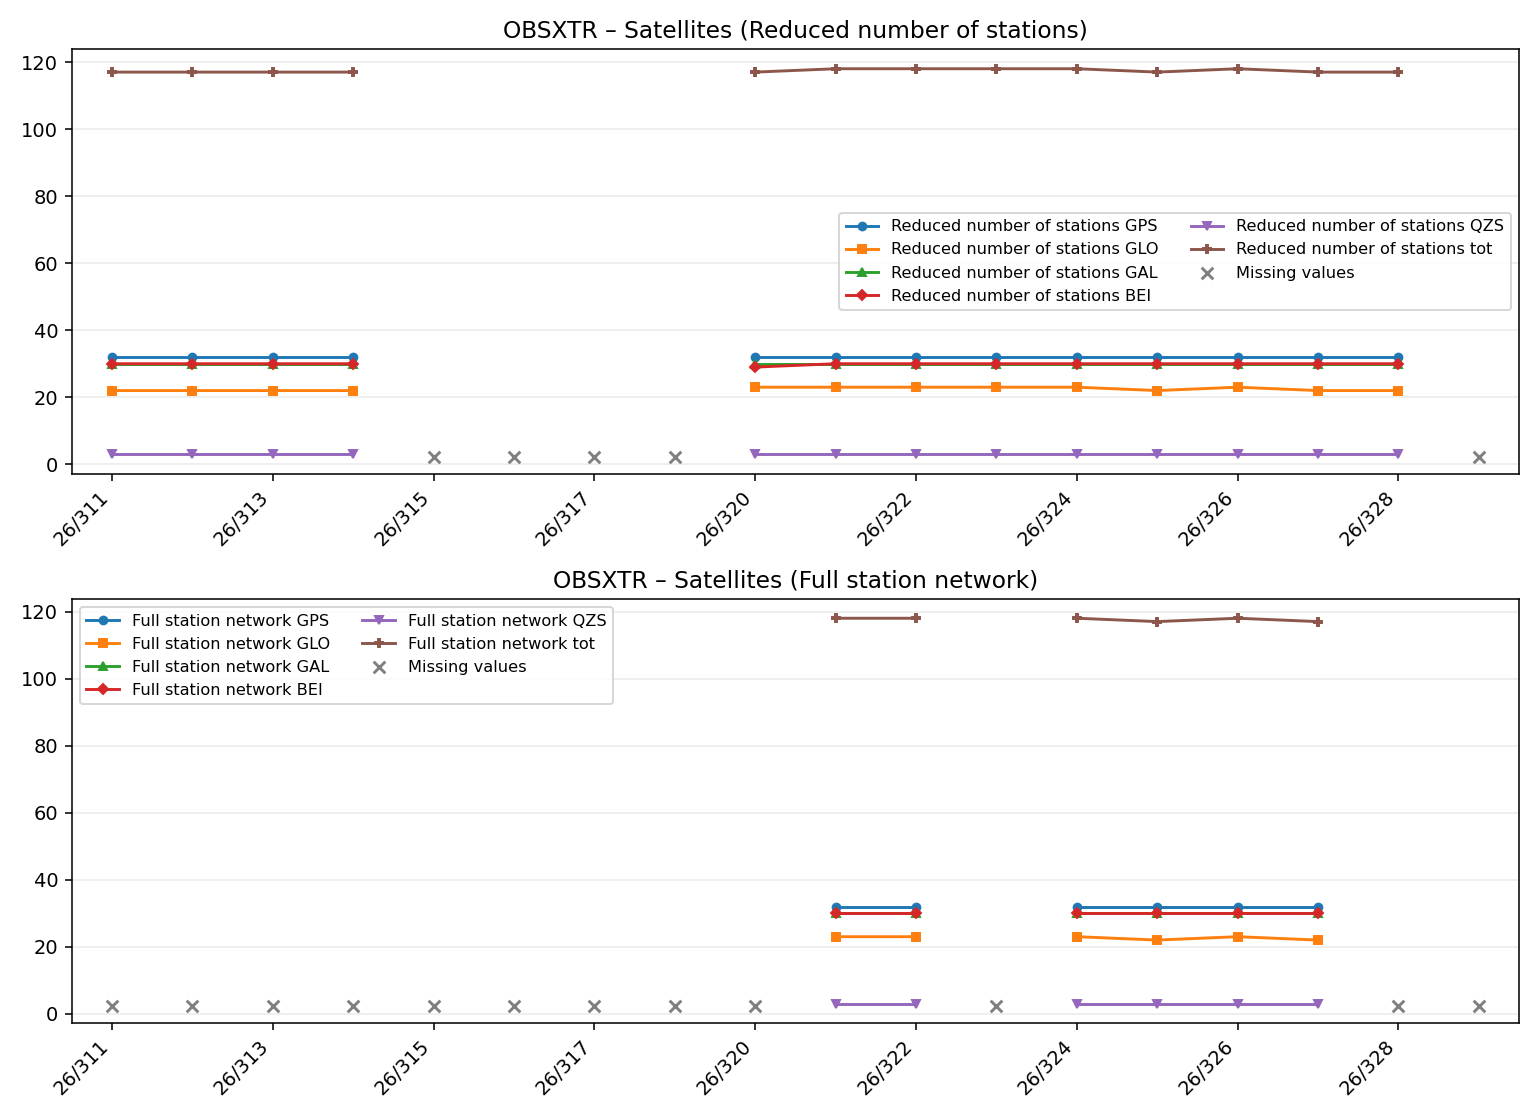 OBSXTR – Satellites (Reduced number of stations)
120
100
80
60
40
20
0
Reduced number of stations GPS
Reduced number of stations GLO
Reduced number of stations GAL
Reduced number of stations BEI
Reduced number of stations QZS
Reduced number of stations tot
Missing values
26/311
26/313
26/315
26/317
26/320
26/322
26/324
26/326
26/328
OBSXTR – Satellites (Full station network)
120
100
80
60
40
20
0
Full station network GPS
Full station network GLO
Full station network GAL
Full station network BEI
Full station network QZS
Full station network tot
Missing values
26/311
26/313
26/315
26/317
26/320
26/322
26/324
26/326
26/328